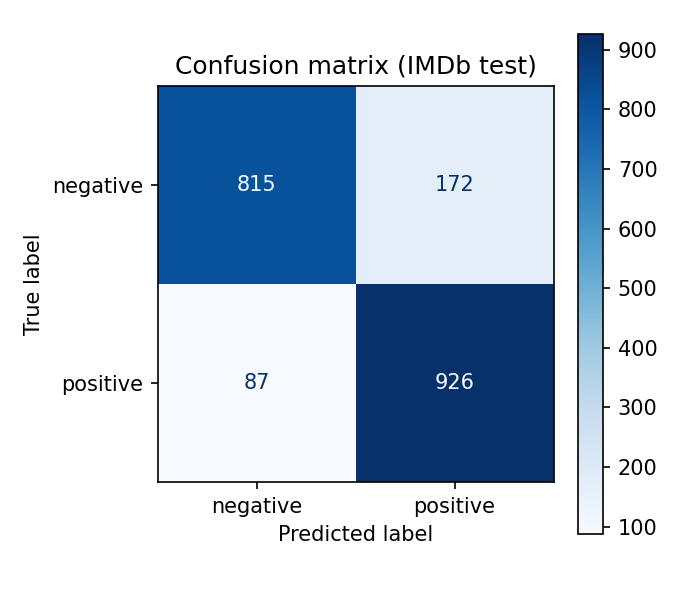 Confusion matrix (IMDb test)
True label
negative
815
172
positive
87
926
negative
positive
Predicted label
900
800
700
600
500
400
300
200
100